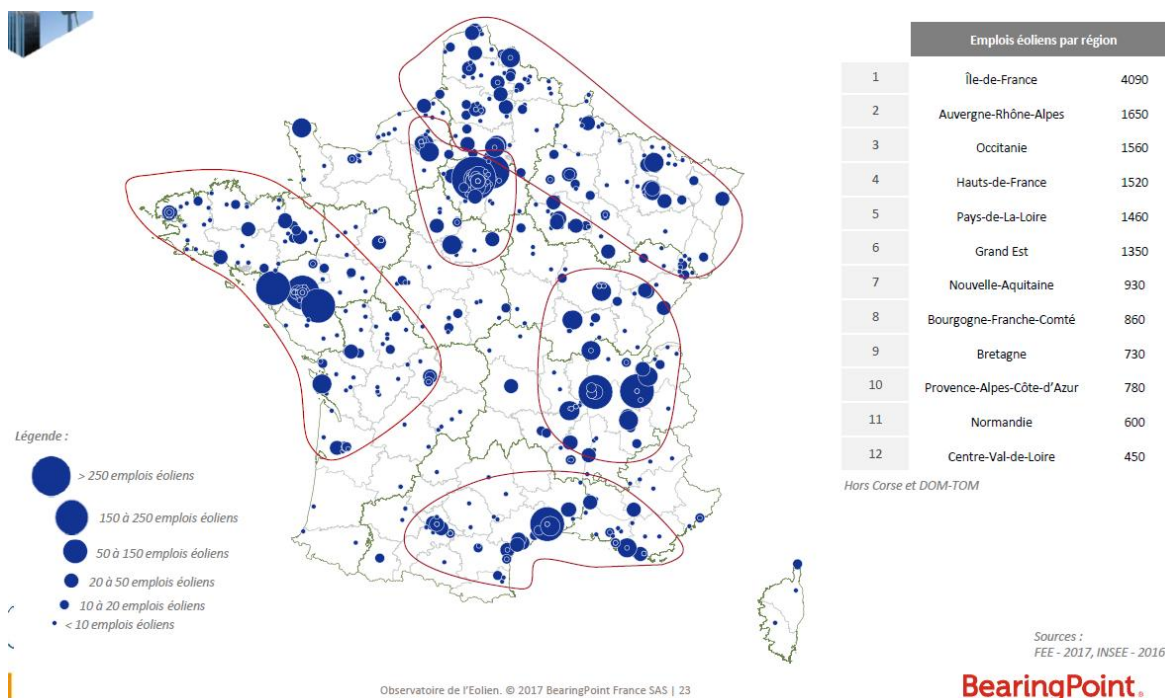 Emplois éoliens par région
1 Île-de-France 4090
2 Auvergne-Rhône-Alpes 1650
3 Occitanie 1560
4 Hauts-de-France 1520
5 Pays-de-La-Loire 1460
6 Grand Est 1350
7 Nouvelle-Aquitaine 930
8 Bourgogne-Franche-Comté 860
9 Bretagne 730
10 Provence-Alpes-Côte-d'Azur 780
11 Normandie 600
12 Centre-Val-de-Loire 450
Hors Corse et DOM-TOM
Légende :
> 250 emplois éoliens
150 à 250 emplois éoliens
50 à 150 emplois éoliens
20 à 50 emplois éoliens
10 à 20 emplois éoliens
< 10 emplois éoliens
Sources :
FEE - 2017, INSEE - 2016
Observatoire de l'Eolien. © 2017 BearingPoint France SAS | 23
BearingPoint®